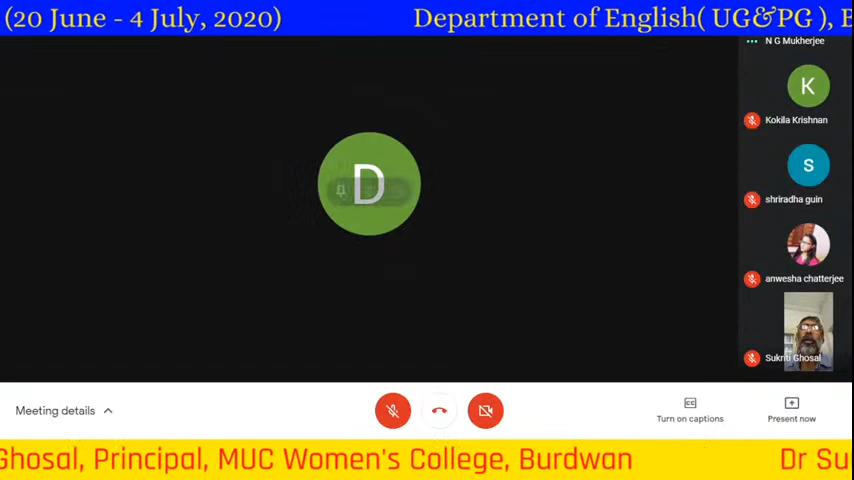 (20 June - 4 July, 2020) Department of English( UG&PG ), B
N G Mukherjee
K
Kokila Krishnan
S
shriradha guin
anwesha chatterjee
Sukriti Ghosal
D
Meeting details
CC
Turn on captions
Present now
Ghosal, Principal, MUC Women's College, Burdwan Dr Su